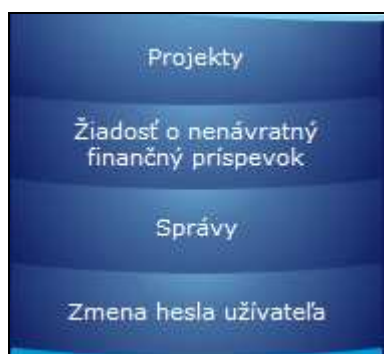 Projekty
Žiadosť o nenávratný
finančný príspevok
Správy
Zmena hesla užívateľa